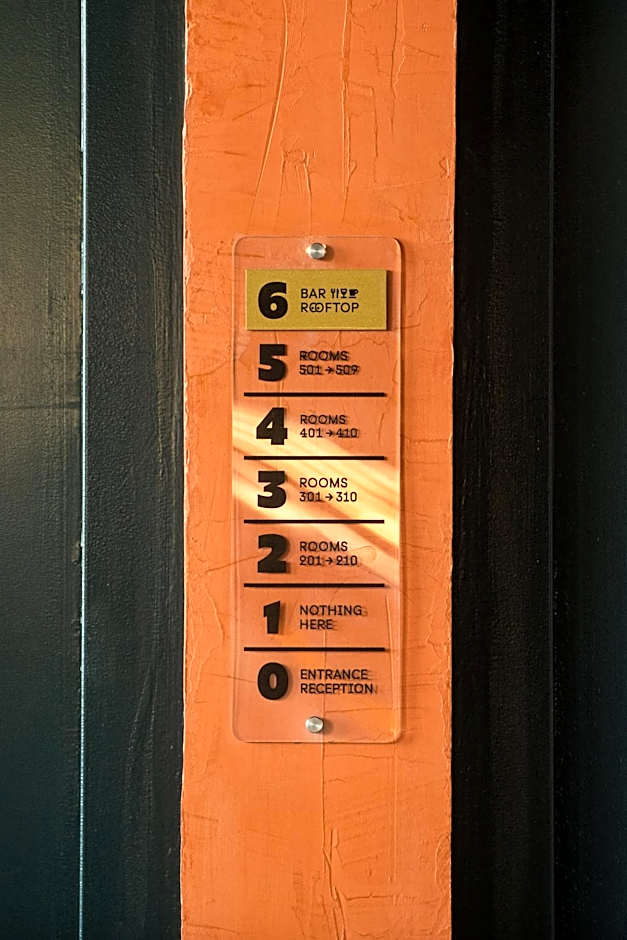 6
BAR
ROOFTOP
5
ROOMS
501→509
4
ROOMS
401→410
3
ROOMS
301→310
2
ROOMS
201→210
1
NOTHING
HERE
0
ENTRANCE
RECEPTION